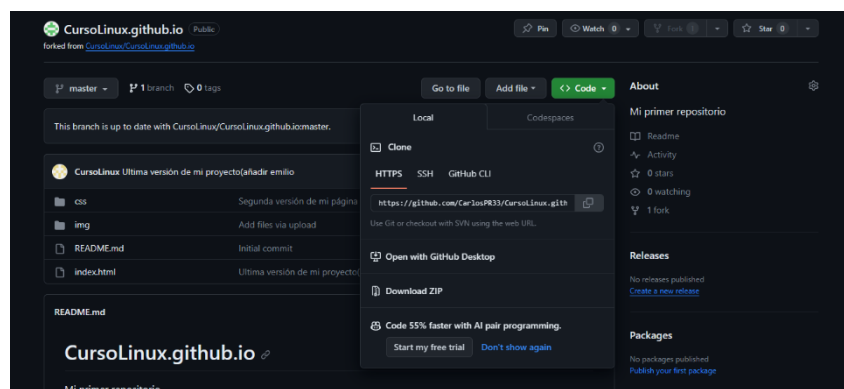 CursoLinux.github.io Public
Pin Watch 0 Fork 1 Star 0
forked from CursoLinux/CursoLinux.github.io
master 1 branch 0 tags
Go to file Add file <> Code
This branch is up to date with CursoLinux/CursoLinux.github.io:master.
CursoLinux Ultima versión de mi proyecto(añadir emilio
css Segunda versión de mi página
img Add files via upload
README.md Initial commit
index.html Ultima versión de mi proyecto(
README.md
CursoLinux.github.io
Mi primer repositorio
Local Codespaces
Clone
HTTPS SSH GitHub CLI
https://github.com/CarlosPR33/CursoLinux.gith
Use Git or checkout with SVN using the web URL.
Open with GitHub Desktop
Download ZIP
Code 55% faster with AI pair programming.
Start my free trial Don't show again
About
Mi primer repositorio
Readme
Activity
0 stars
0 watching
1 fork
Releases
No releases published
Create a new release
Packages
No packages published
Publish your first package